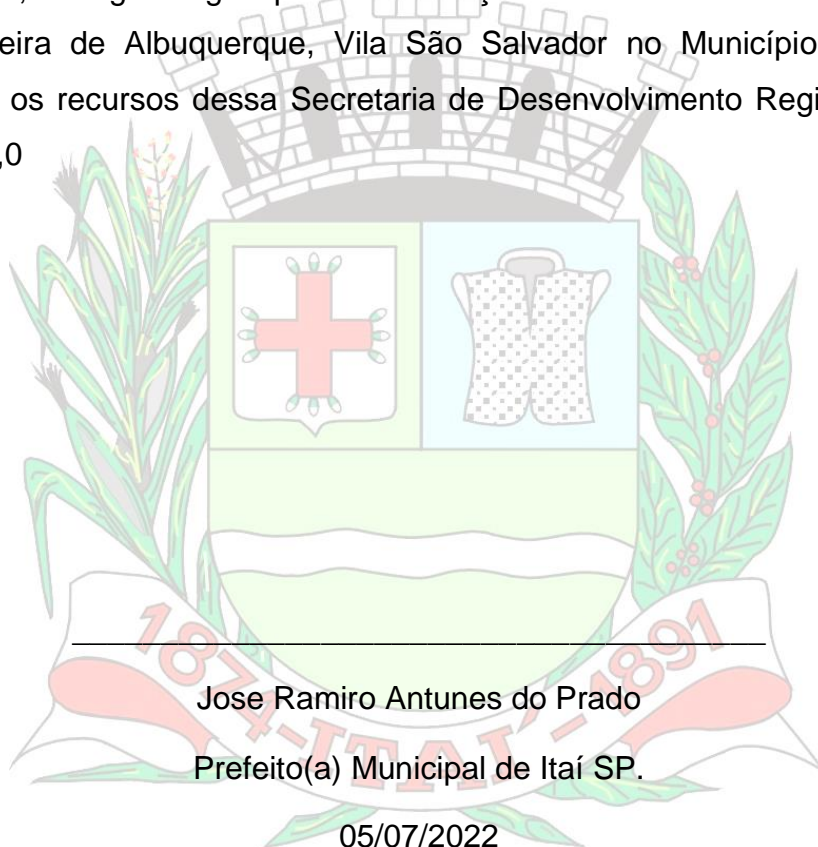 eira de Albuquerque, Vila São Salvador no Município
os recursos dessa Secretaria de Desenvolvimento Regi
,0
1874-ITAÍ-1891
Jose Ramiro Antunes do Prado
Prefeito(a) Municipal de Itaí SP.
05/07/2022